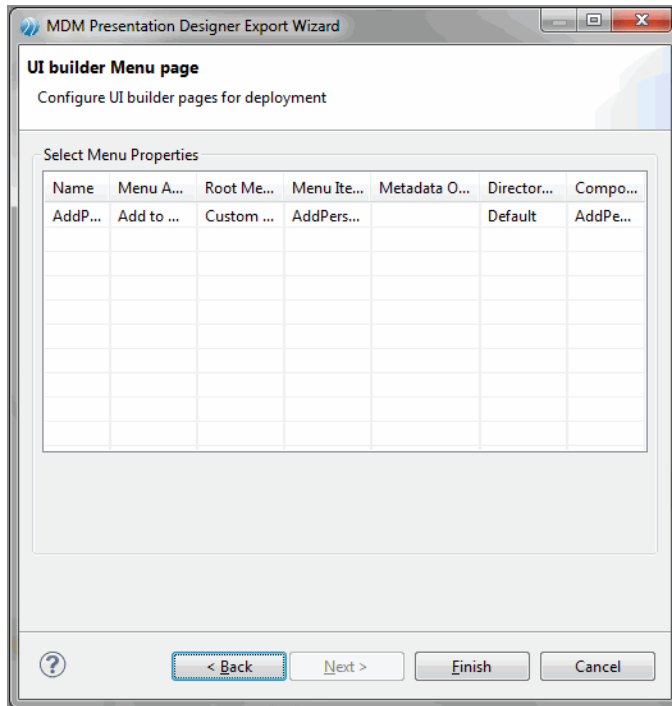 MDM Presentation Designer Export Wizard
UI builder Menu page
Configure UI builder pages for deployment
Select Menu Properties
Name Menu A... Root Me... Menu Ite... Metadata O... Director... Compo...
AddP... Add to ... Custom ... AddPers... Default AddPe...
? < Back Next > Finish Cancel